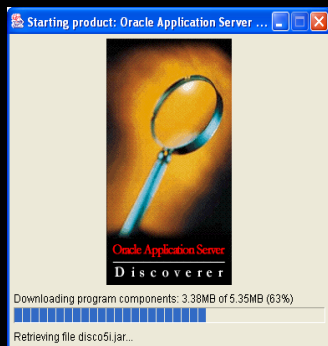 Starting product: Oracle Application Server ...
Oracle Application Server
Discoverer
Downloading program components: 3.38MB of 5.35MB (63%)
Retrieving file disco5i.jar...